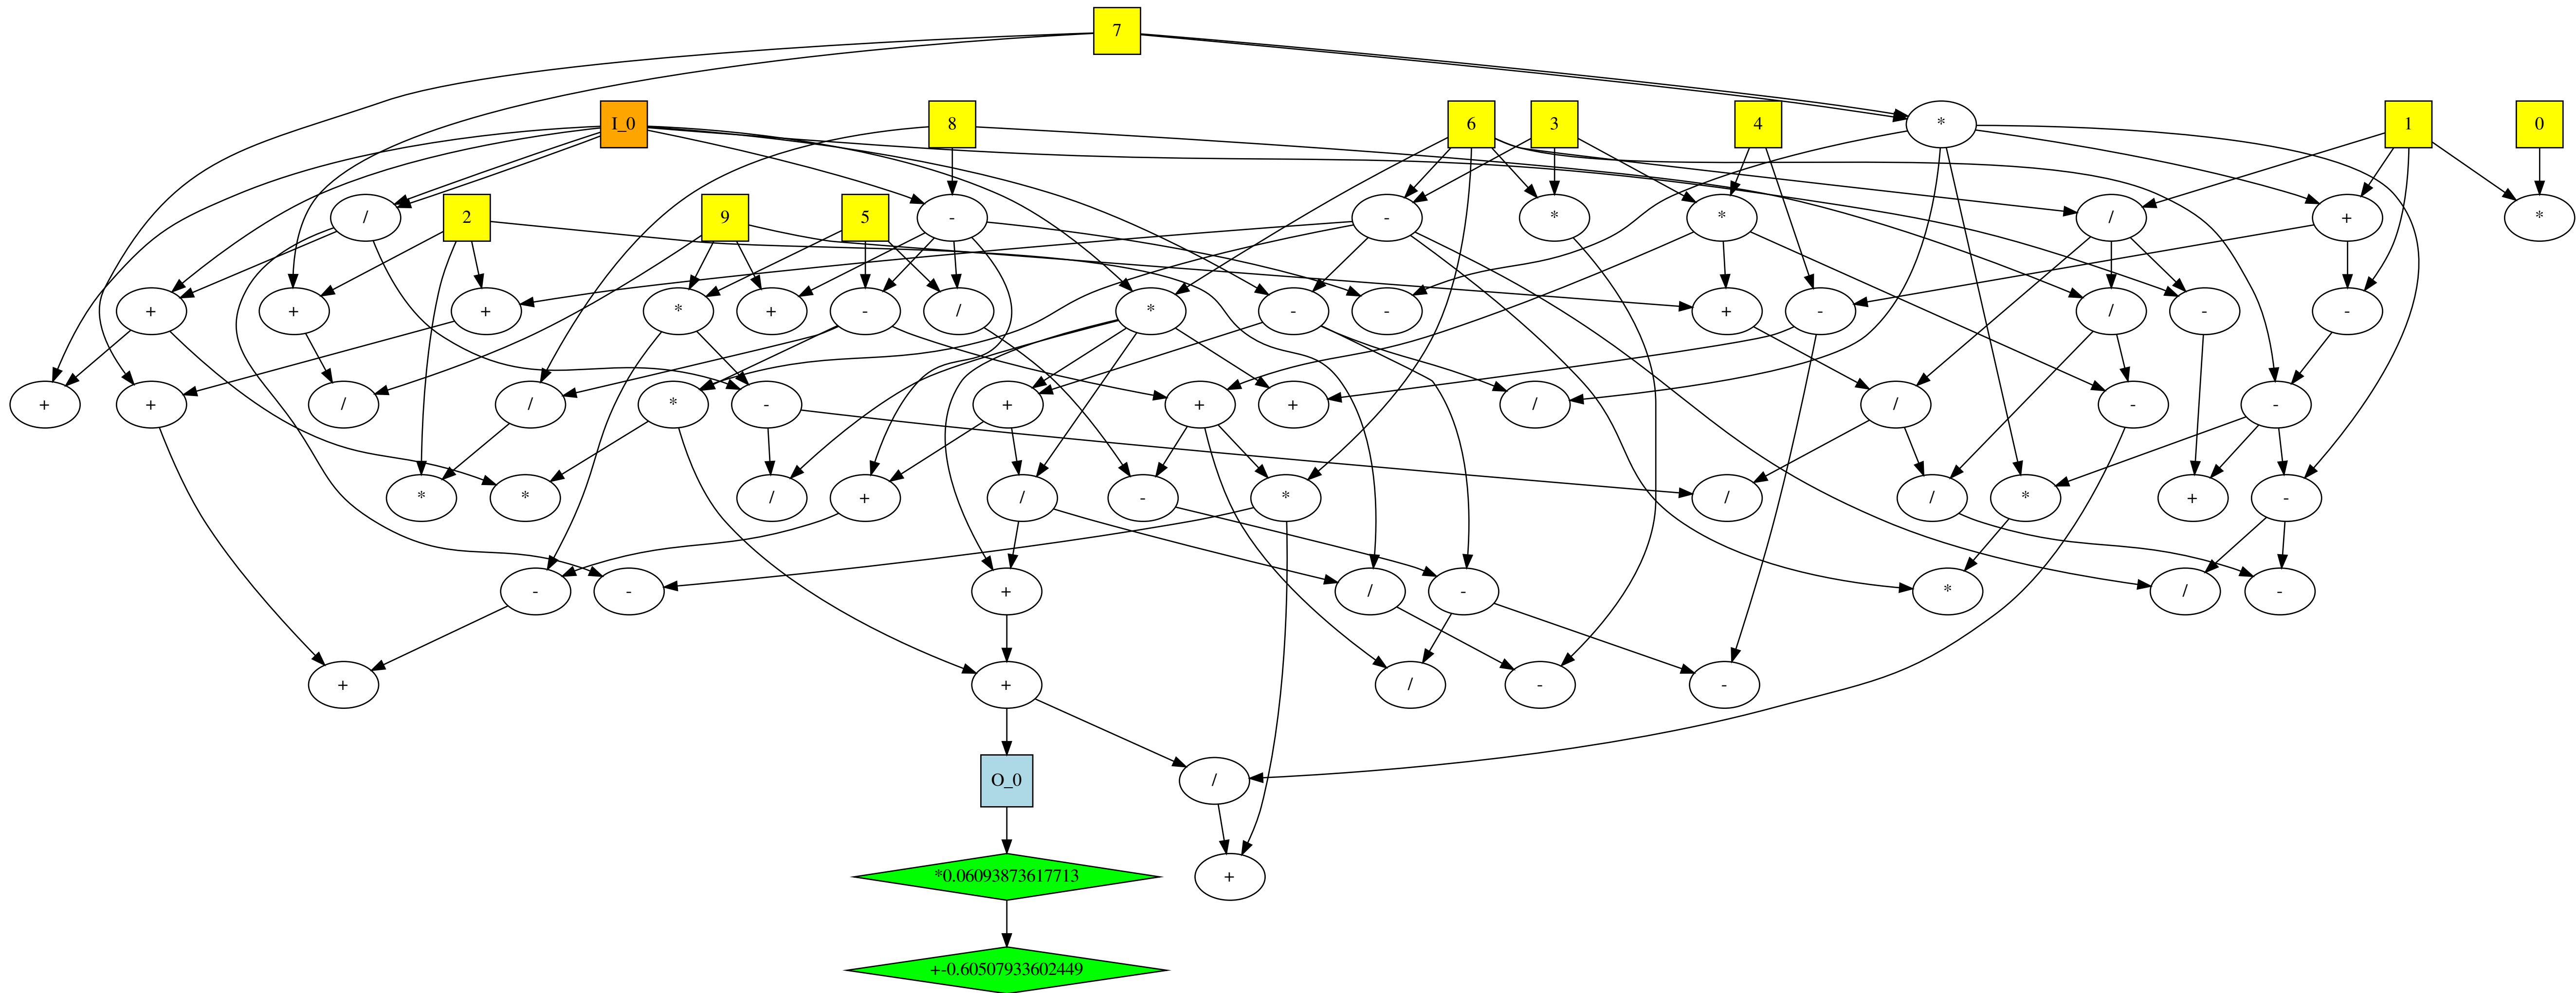 7
I_0 8 6 3 4 * 1 0
/ 2 9 5 - - * * / + *
+ + + * + - / * - - + - / - -
+ + / / * - + + + / / - -
* * / + / - * / / * + -
- - + / - * / -
+ + / - -
O_0 /
*0.06093873617713 +
+-0.60507933602449